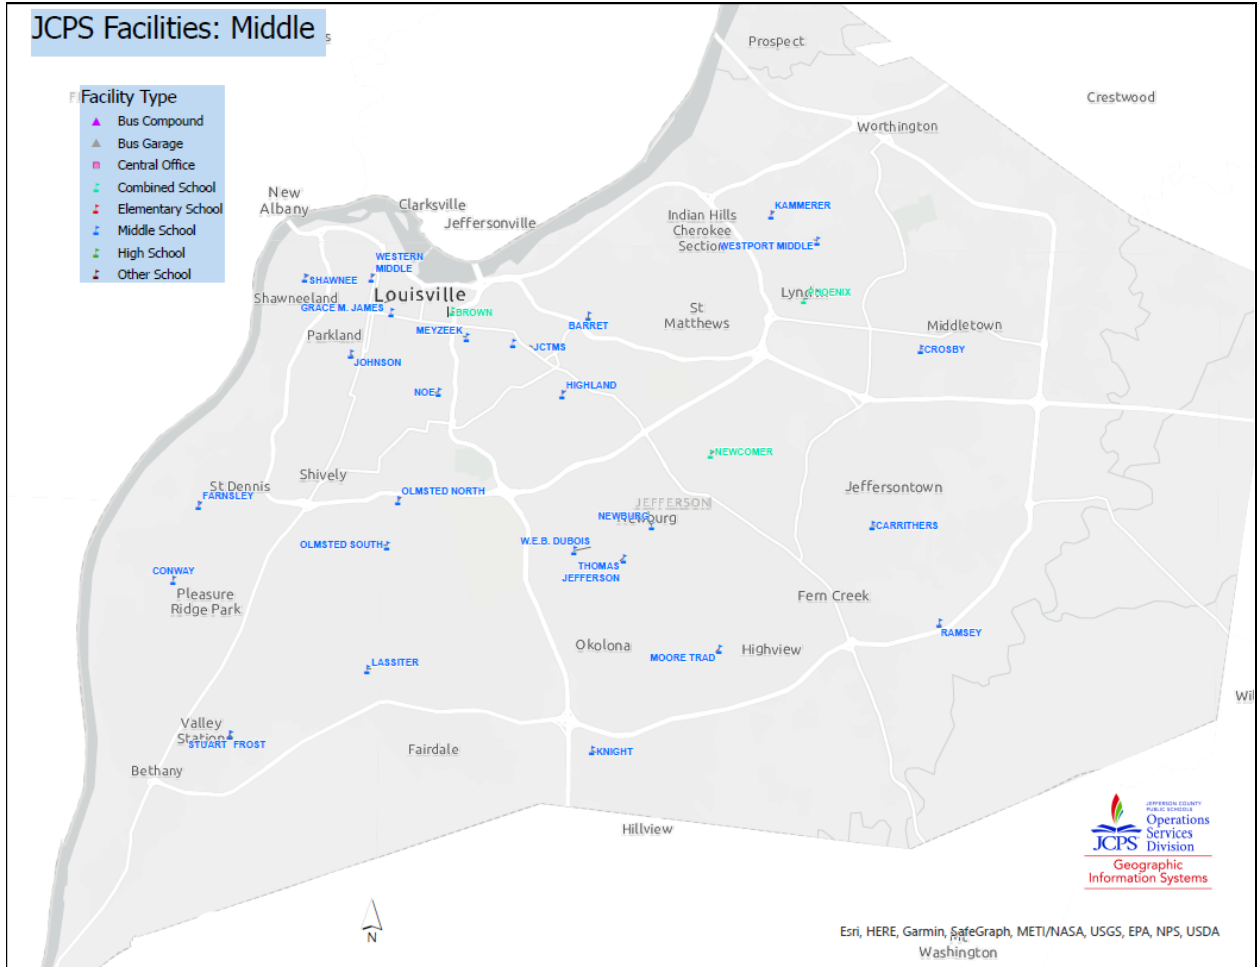 JCPS Facilities: Middle
Prospect
Crestwood
Facility Type
Bus Compound
Bus Garage
Central Office
Combined School
Elementary School
Middle School
High School
Other School
Worthington
New
Albany
Clarksville
Jeffersonville
KAMMERER
Indian Hills
Cherokee
Section
WESTPORT MIDDLE
WESTERN
MIDDLE
SHAWNEE
Shawneeland
Louisville
GRACE M. JAMES
BROWN
PHOENIX
St
Matthews
BARRET
Middletown
Parkland
MEYZEEK
JCTMS
CROSBY
JOHNSON
HIGHLAND
NOE
NEWCOMER
Shively
St Dennis
FARNSLEY
OLMSTED NORTH
Jeffersontown
JEFFERSON
NEWBURG
Newburg
CARRITHERS
OLMSTED SOUTH
W.E.B. DUBOIS
THOMAS
JEFFERSON
CONWAY
Pleasure
Ridge Park
Fern Creek
RAMSEY
Okolona
MOORE TRAD
Highview
LASSITER
Valley
Station
STUART FROST
Fairdale
KNIGHT
Bethany
Hillview
JEFFERSON COUNTY
PUBLIC SCHOOLS
Operations
Services
Division
JCPS
Geographic
Information Systems
N
Esri, HERE, Garmin, SafeGraph, METI/NASA, USGS, EPA, NPS, USDA
Washington